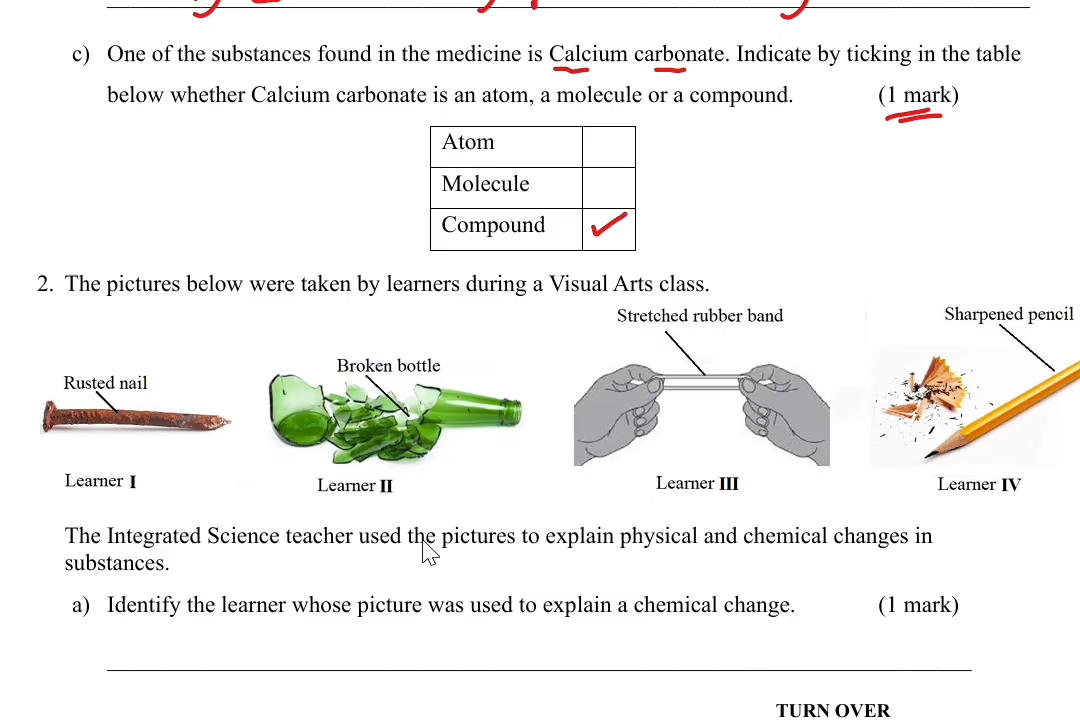 c) One of the substances found in the medicine is Calcium carbonate. Indicate by ticking in the table
below whether Calcium carbonate is an atom, a molecule or a compound. (1 mark)
Atom
Molecule
Compound ✓
2. The pictures below were taken by learners during a Visual Arts class.
Stretched rubber band
Sharpened pencil
Broken bottle
Rusted nail
Learner I
Learner II
Learner III
Learner IV
The Integrated Science teacher used the pictures to explain physical and chemical changes in
substances.
a) Identify the learner whose picture was used to explain a chemical change. (1 mark)
TURN OVER